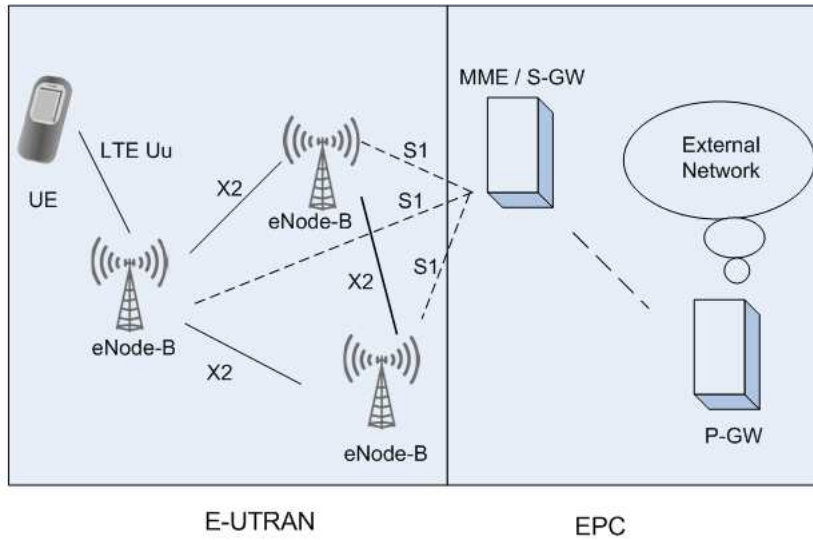 MME / S-GW
External
Network
LTE Uu
S1
X2
UE
S1
eNode-B
S1
X2
eNode-B
X2
P-GW
eNode-B
E-UTRAN
EPC